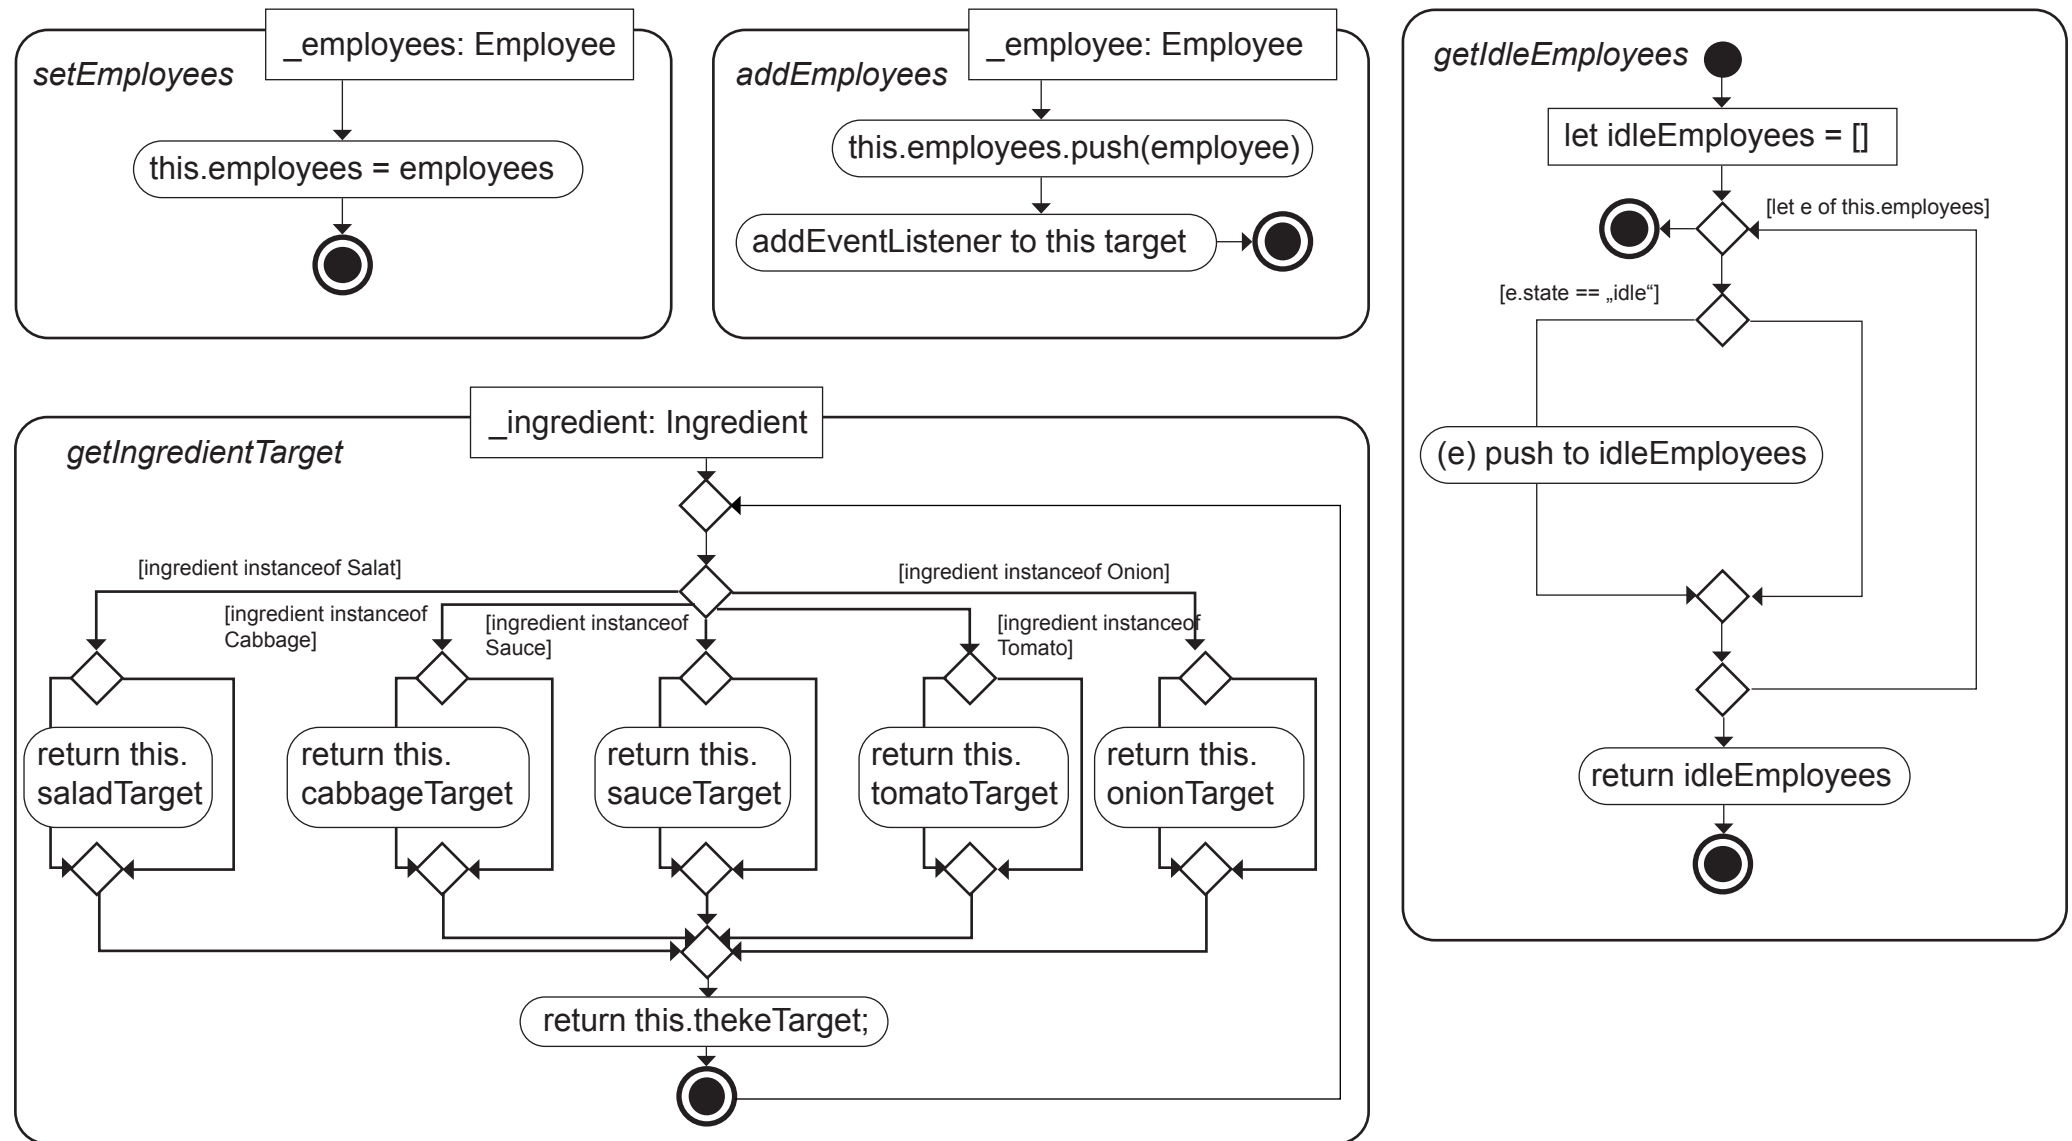 _employees: Employee
setEmployees
this.employees = employees
_employee: Employee
addEmployees
this.employees.push(employee)
addEventListener to this target
getIdleEmployees
let idleEmployees = []
[let e of this.employees]
[e.state == „idle“]
(e) push to idleEmployees
return idleEmployees
_ingredient: Ingredient
getIngredientTarget
[ingredient instanceof Salat]
[ingredient instanceof Onion]
[ingredient instanceof
Cabbage]
[ingredient instanceof
Sauce]
[ingredient instanceof
Tomato]
return this.
saladTarget
return this.
cabbageTarget
return this.
sauceTarget
return this.
tomatoTarget
return this.
onionTarget
return this.thekeTarget;